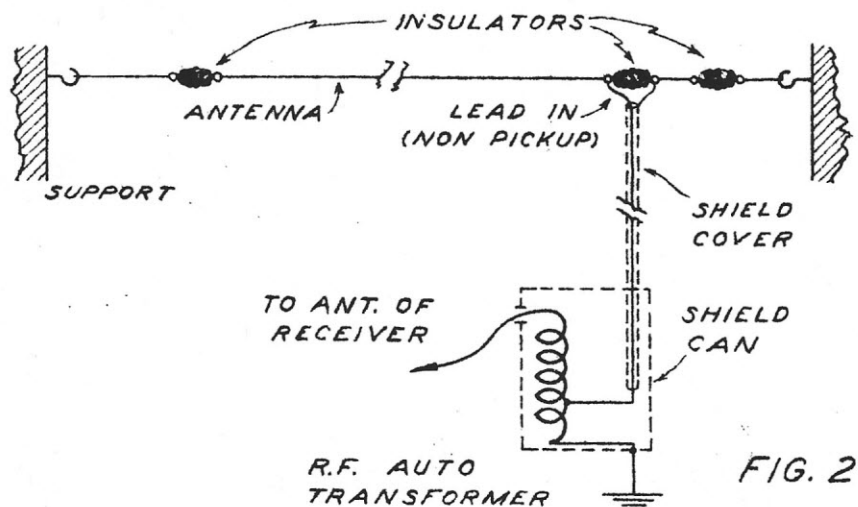 INSULATORS
ANTENNA
LEAD IN
(NON PICKUP)
SUPPORT
SHIELD
COVER
TO ANT. OF
RECEIVER
SHIELD
CAN
R.F. AUTO
TRANSFORMER
FIG. 2